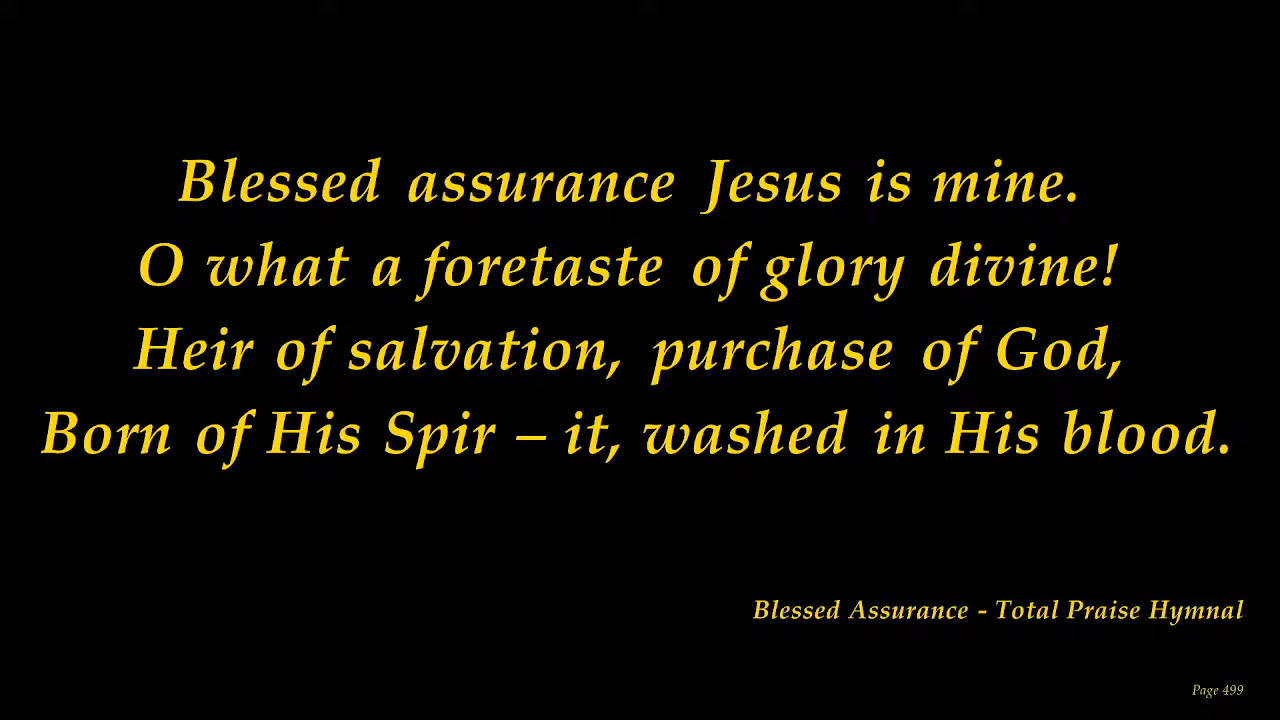 Blessed assurance Jesus is mine.
O what a foretaste of glory divine!
Heir of salvation, purchase of God,
Born of His Spir – it, washed in His blood.
Blessed Assurance - Total Praise Hymnal
Page 499